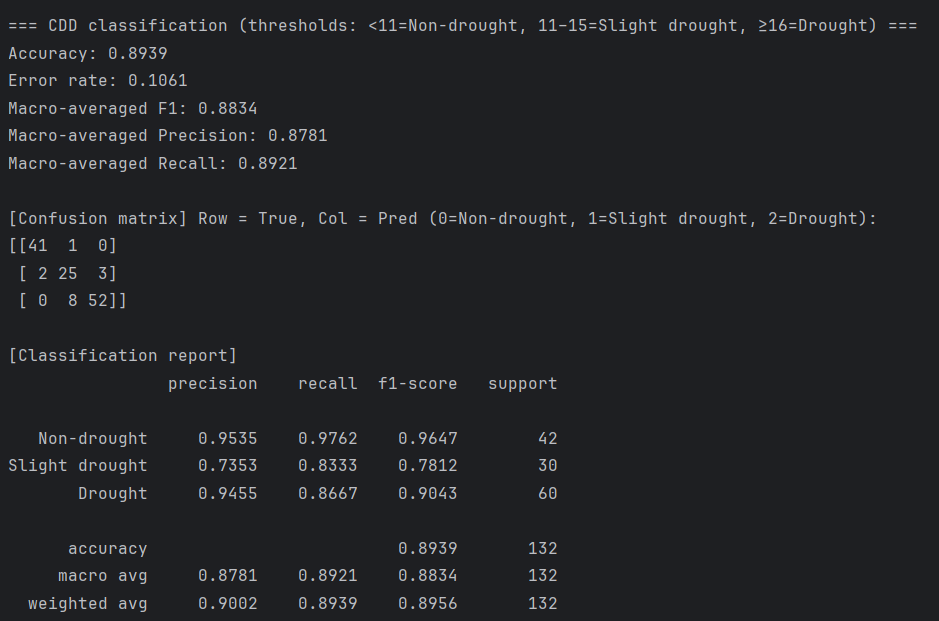 === CDD classification (thresholds: <11=Non-drought, 11–15=Slight drought, ≥16=Drought) ===
Accuracy: 0.8939
Error rate: 0.1061
Macro-averaged F1: 0.8834
Macro-averaged Precision: 0.8781
Macro-averaged Recall: 0.8921
[Confusion matrix] Row = True, Col = Pred (0=Non-drought, 1=Slight drought, 2=Drought):
[[41  1  0]
 [ 2 25  3]
 [ 0  8 52]]
[Classification report]
                precision    recall  f1-score   support
   Non-drought     0.9535    0.9762    0.9647        42
Slight drought     0.7353    0.8333    0.7812        30
       Drought     0.9455    0.8667    0.9043        60
      accuracy                         0.8939       132
     macro avg     0.8781    0.8921    0.8834       132
  weighted avg     0.9002    0.8939    0.8956       132